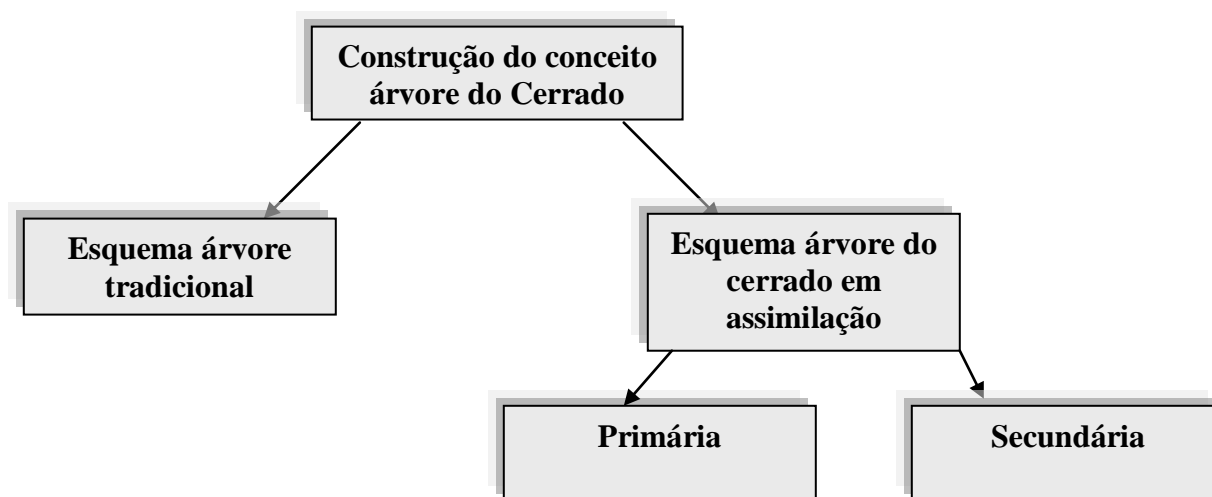 Construção do conceito
árvore do Cerrado
Esquema árvore
tradicional
Esquema árvore do
cerrado em
assimilação
Primária
Secundária